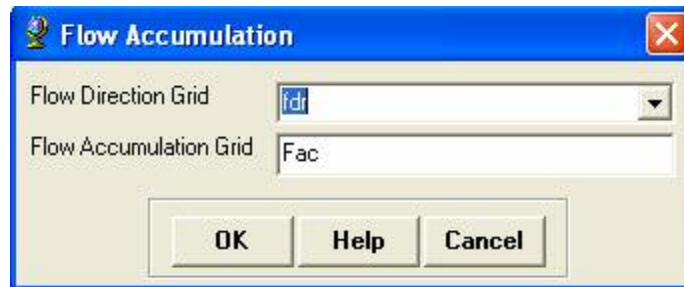 Flow Accumulation
Flow Direction Grid fdr
Flow Accumulation Grid Fac
OK Help Cancel